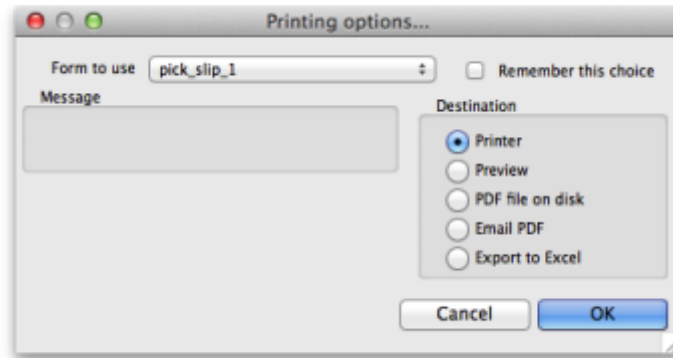 Printing options...
Form to use pick_slip_1 Remember this choice
Message
Destination
Printer
Preview
PDF file on disk
Email PDF
Export to Excel
Cancel OK